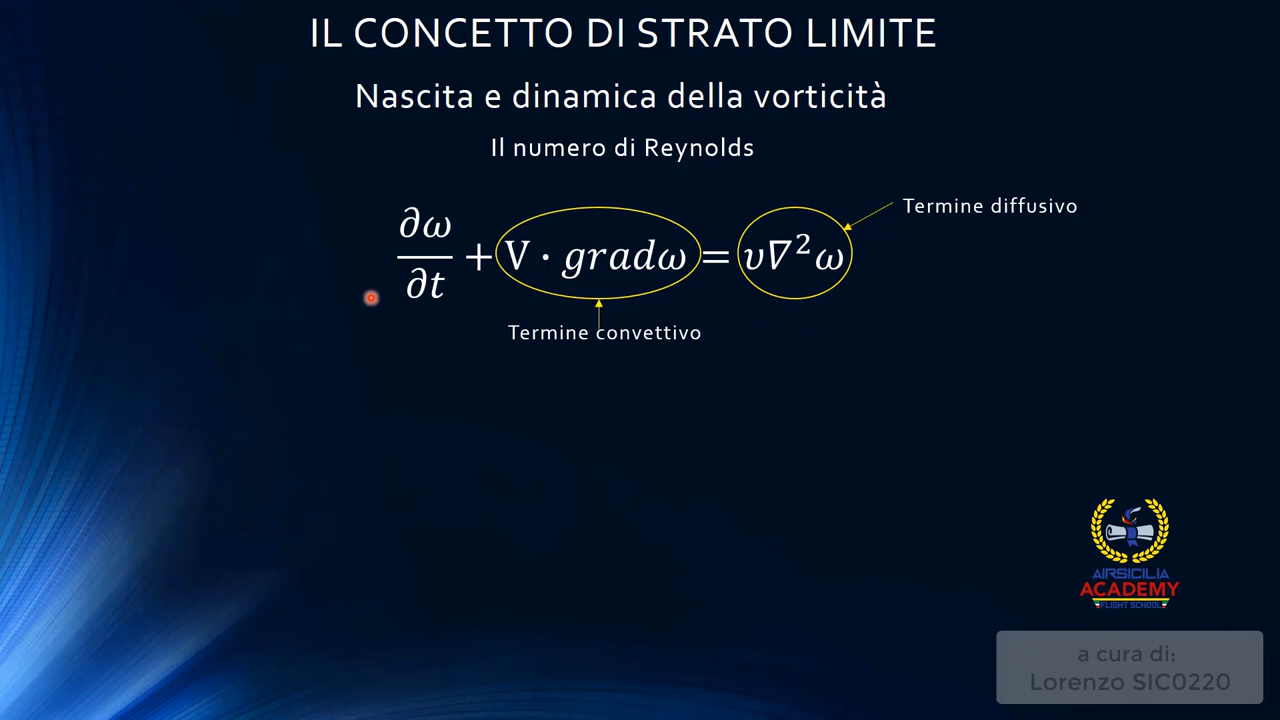 IL CONCETTO DI STRATO LIMITE
Nascita e dinamica della vorticità
Il numero di Reynolds
Termine diffusivo
∂ω/∂t + V · gradω = υ∇²ω
Termine convettivo
AIRSICILIA
ACADEMY
FLIGHT SCHOOL
a cura di:
Lorenzo SIC0220